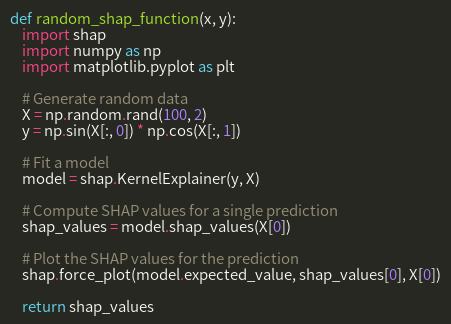 def random_shap_function(x, y):
    import shap
    import numpy as np
    import matplotlib.pyplot as plt

    # Generate random data
    X = np.random.rand(100, 2)
    y = np.sin(X[:, 0]) * np.cos(X[:, 1])

    # Fit a model
    model = shap.KernelExplainer(y, X)

    # Compute SHAP values for a single prediction
    shap_values = model.shap_values(X[0])

    # Plot the SHAP values for the prediction
    shap.force_plot(model.expected_value, shap_values[0], X[0])

    return shap_values